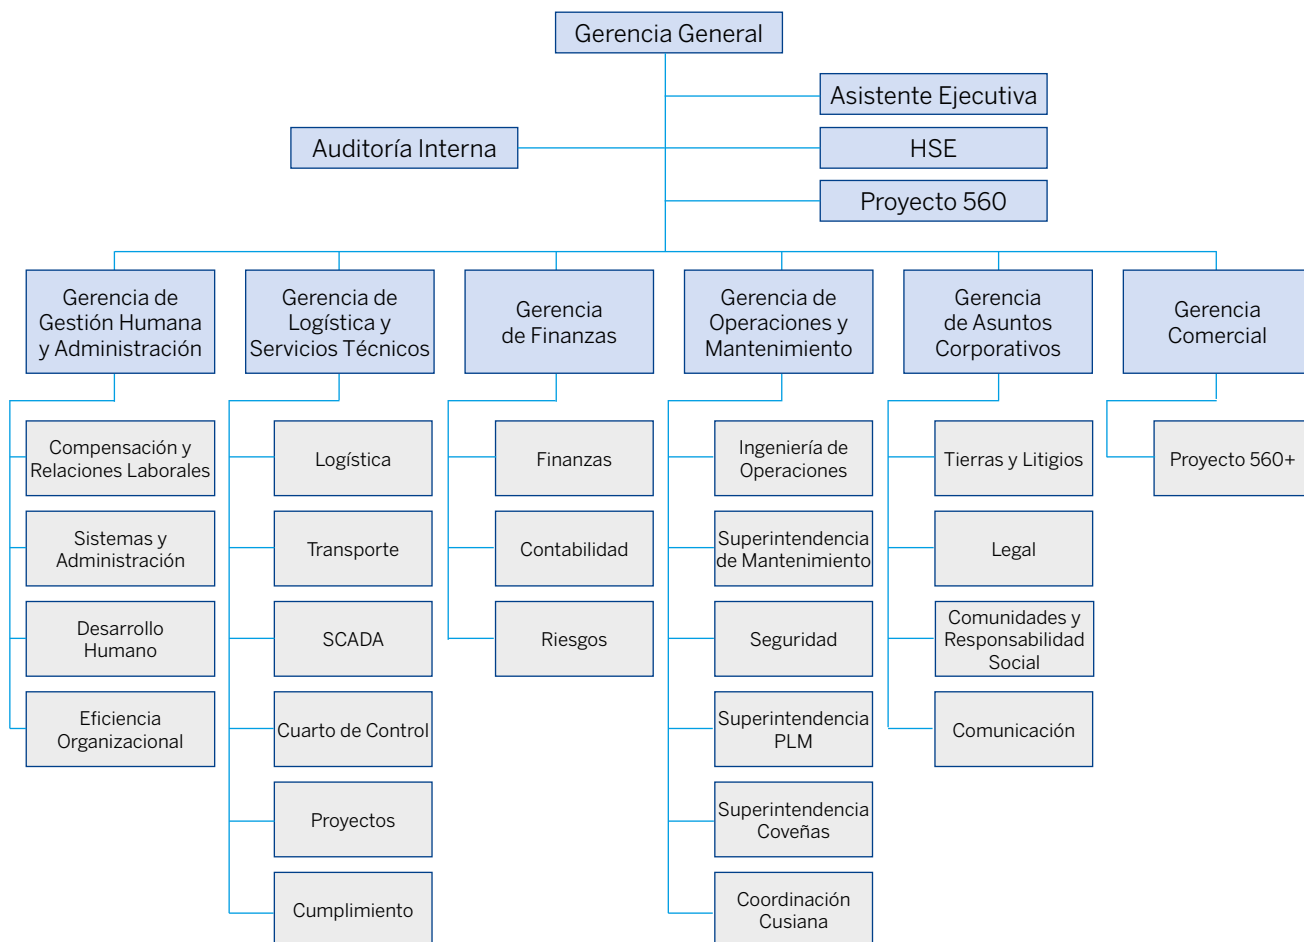 Gerencia General
Asistente Ejecutiva
Auditoría Interna
HSE
Proyecto 560
Gerencia de
Gestión Humana
y Administración
Gerencia de
Logística y
Servicios Técnicos
Gerencia
de Finanzas
Gerencia de
Operaciones y
Mantenimiento
Gerencia
de Asuntos
Corporativos
Gerencia
Comercial
Compensación y
Relaciones Laborales
Sistemas y
Administración
Desarrollo
Humano
Eficiencia
Organizacional
Logística
Transporte
SCADA
Cuarto de Control
Proyectos
Cumplimiento
Finanzas
Contabilidad
Riesgos
Ingeniería de
Operaciones
Superintendencia
de Mantenimiento
Seguridad
Superintendencia
PLM
Superintendencia
Coveñas
Coordinación
Cusiana
Tierras y Litigios
Legal
Comunidades y
Responsabilidad
Social
Comunicación
Proyecto 560+